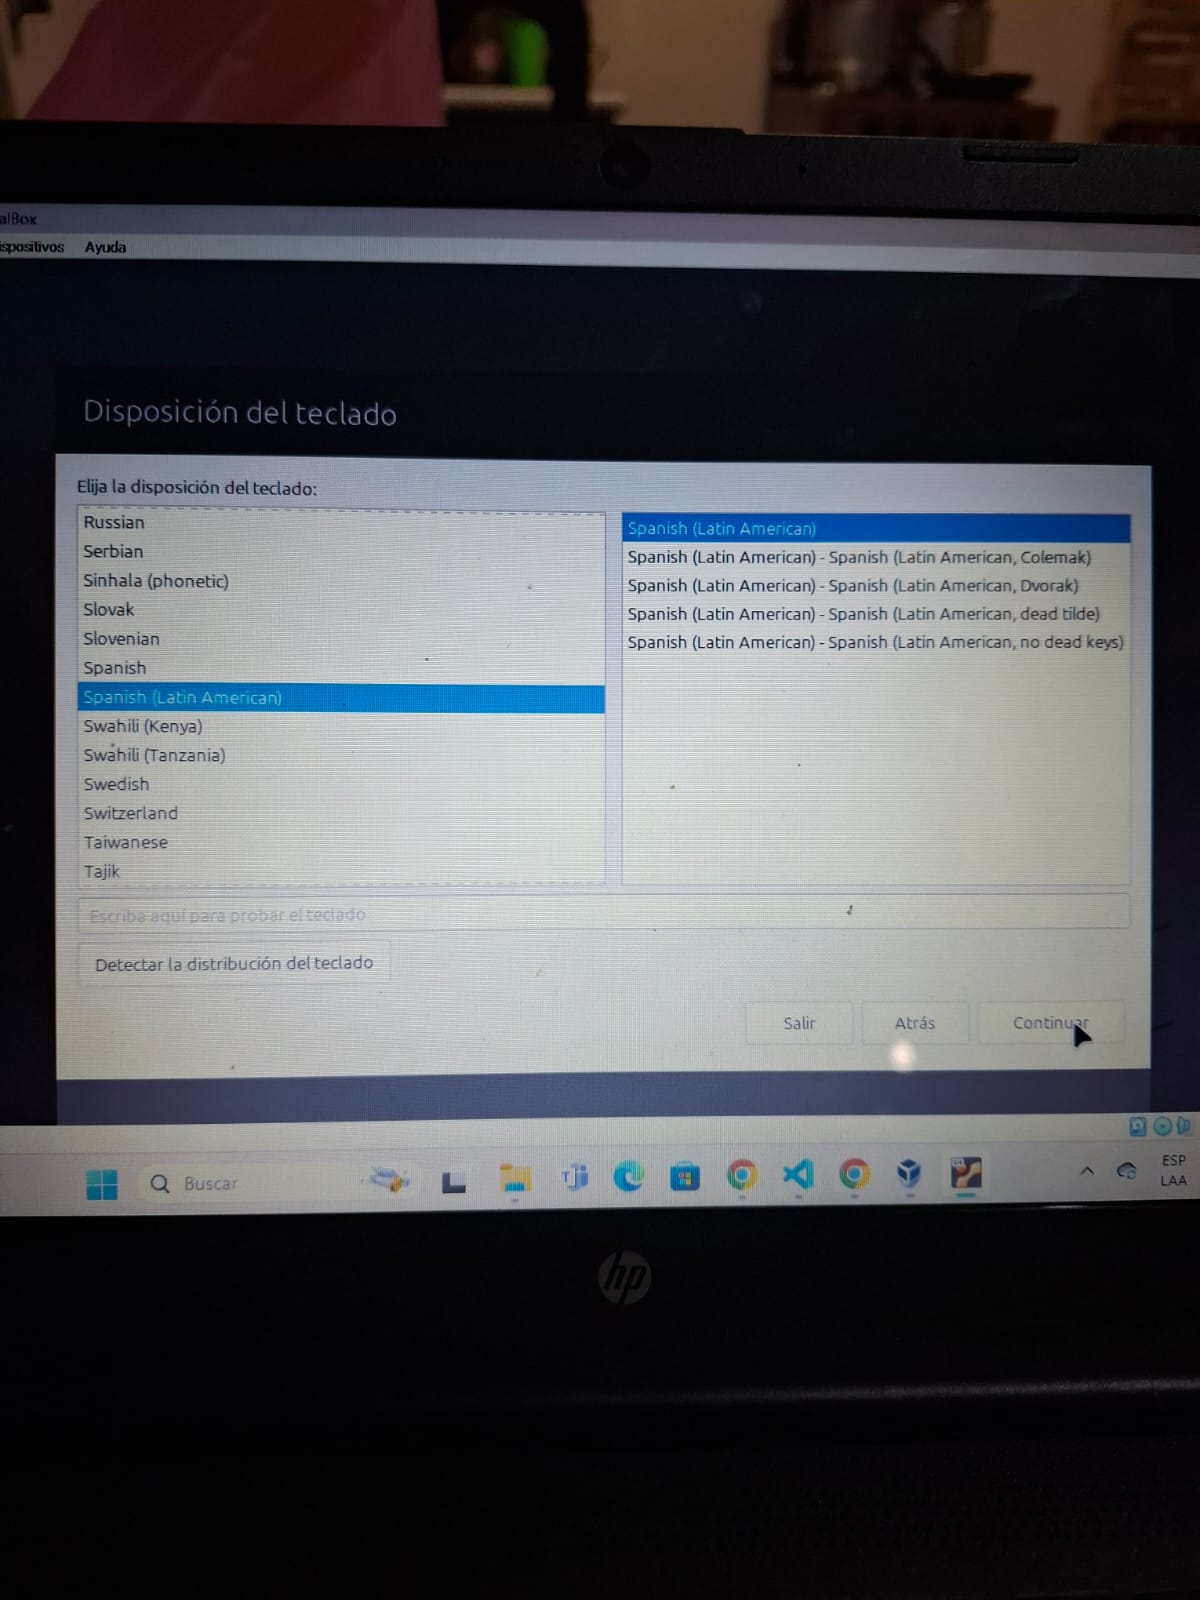 alBox
ispositivos Ayuda
Disposición del teclado
Elija la disposición del teclado:
Russian
Serbian
Sinhala (phonetic)
Slovak
Slovenian
Spanish
Spanish (Latin American)
Swahili (Kenya)
Swahili (Tanzania)
Swedish
Switzerland
Taiwanese
Tajik
Spanish (Latin American)
Spanish (Latin American) - Spanish (Latin American, Colemak)
Spanish (Latin American) - Spanish (Latin American, Dvorak)
Spanish (Latin American) - Spanish (Latin American, dead tilde)
Spanish (Latin American) - Spanish (Latin American, no dead keys)
Escriba aquí para probar el teclado
Detectar la distribución del teclado
Salir Atrás Continuar
Buscar
ESP
LAA
hp